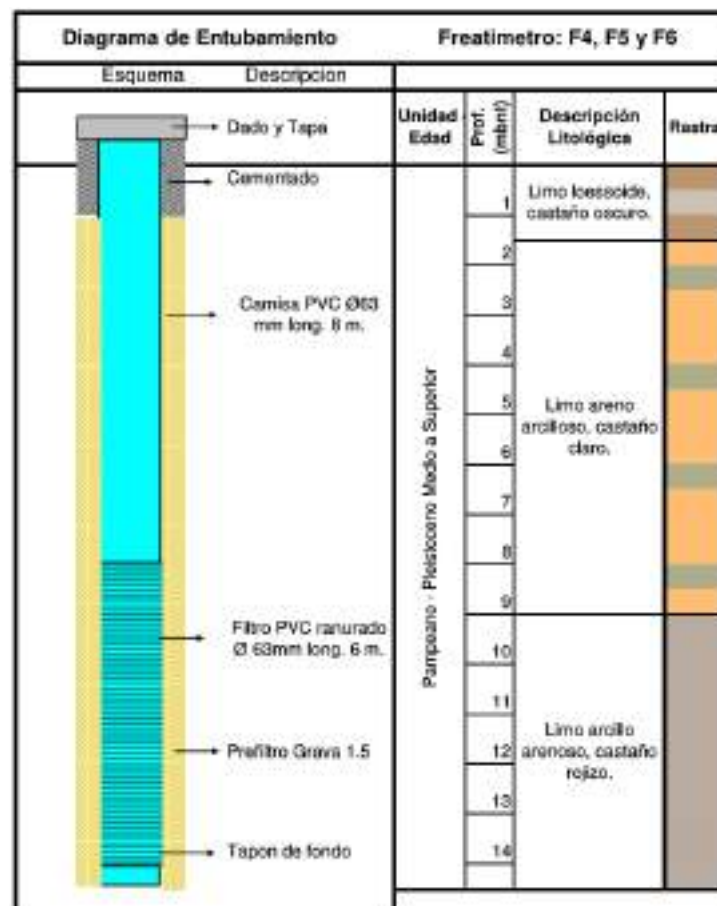 Diagrama de Entubamiento
Freatimetro: F4, F5 y F6
Esquema Descripcion
Dado y Tapa
Cementado
Camisa PVC Ø63
mm long. 8 m.
Filtro PVC ranurado
Ø 63mm long. 6 m.
Prefiltro Grava 1.5
Tapon de fondo
Unidad
Edad
Prof.
(mbnt)
Descripción
Litológica
Rastra
Pampeano - Pleistoceno Medio a Superior
1
2
3
4
5
6
7
8
9
10
11
12
13
14
Limo loessoide,
castaño oscuro.
Limo areno
arcilloso, castaño
claro.
Limo arcillo
arenoso, castaño
rojizo.